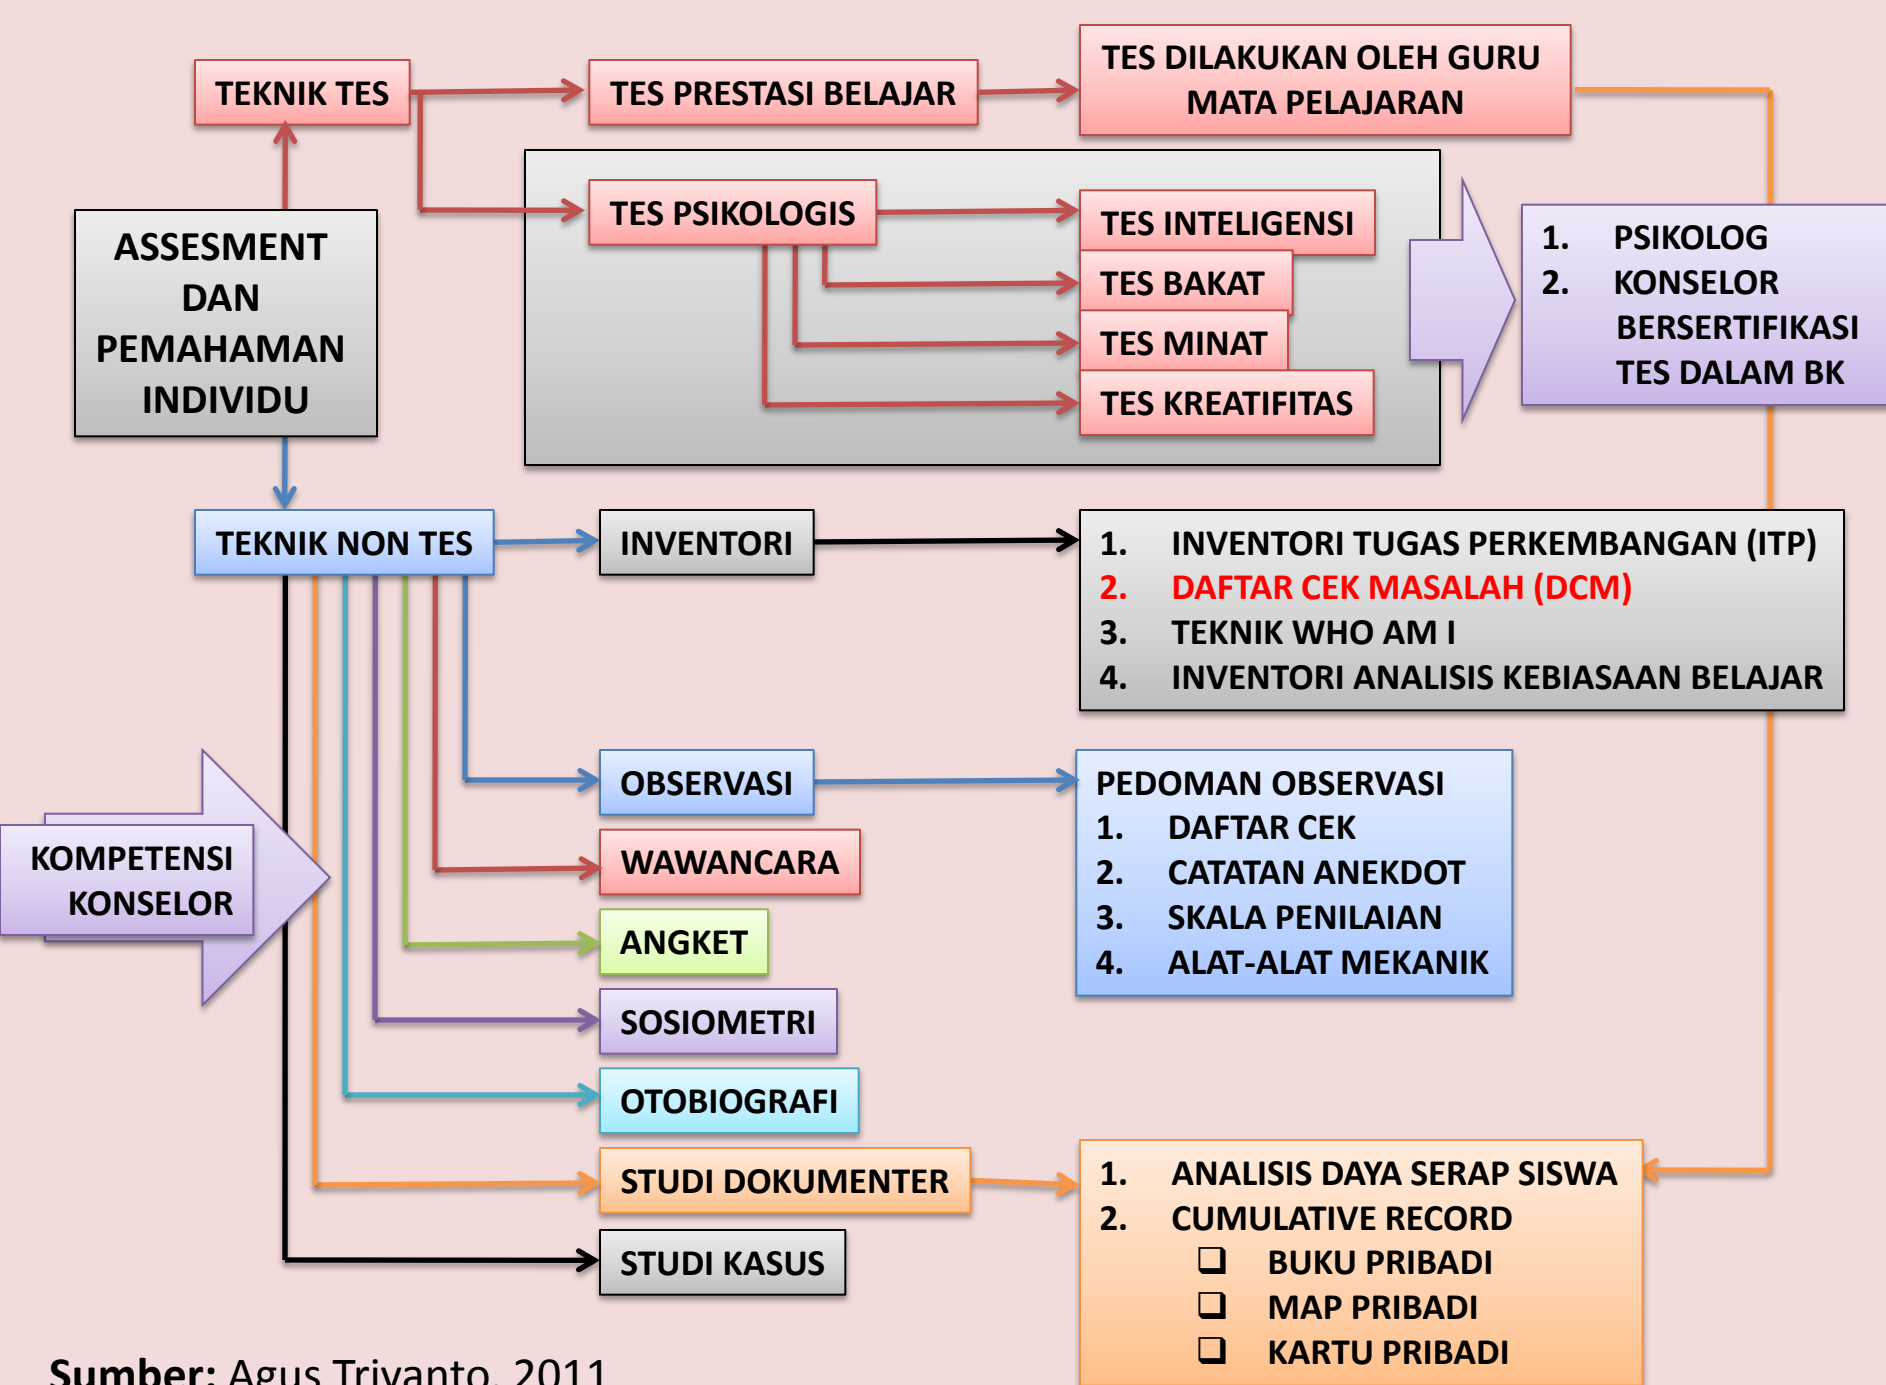 TEKNIK TES
TES PRESTASI BELAJAR
TES DILAKUKAN OLEH GURU
MATA PELAJARAN
ASSESMENT
DAN
PEMAHAMAN
INDIVIDU
TES PSIKOLOGIS
TES INTELIGENSI
TES BAKAT
TES MINAT
TES KREATIFITAS
1. PSIKOLOG
2. KONSELOR
BERSERTIFIKASI
TES DALAM BK
TEKNIK NON TES
INVENTORI
1. INVENTORI TUGAS PERKEMBANGAN (ITP)
2. DAFTAR CEK MASALAH (DCM)
3. TEKNIK WHO AM I
4. INVENTORI ANALISIS KEBIASAAN BELAJAR
KOMPETENSI
KONSELOR
OBSERVASI
PEDOMAN OBSERVASI
1. DAFTAR CEK
2. CATATAN ANEKDOT
3. SKALA PENILAIAN
4. ALAT-ALAT MEKANIK
WAWANCARA
ANGKET
SOSIOMETRI
OTOBIOGRAFI
STUDI DOKUMENTER
1. ANALISIS DAYA SERAP SISWA
2. CUMULATIVE RECORD
❑ BUKU PRIBADI
❑ MAP PRIBADI
❑ KARTU PRIBADI
STUDI KASUS
Sumber: Agus Triyanto, 2011